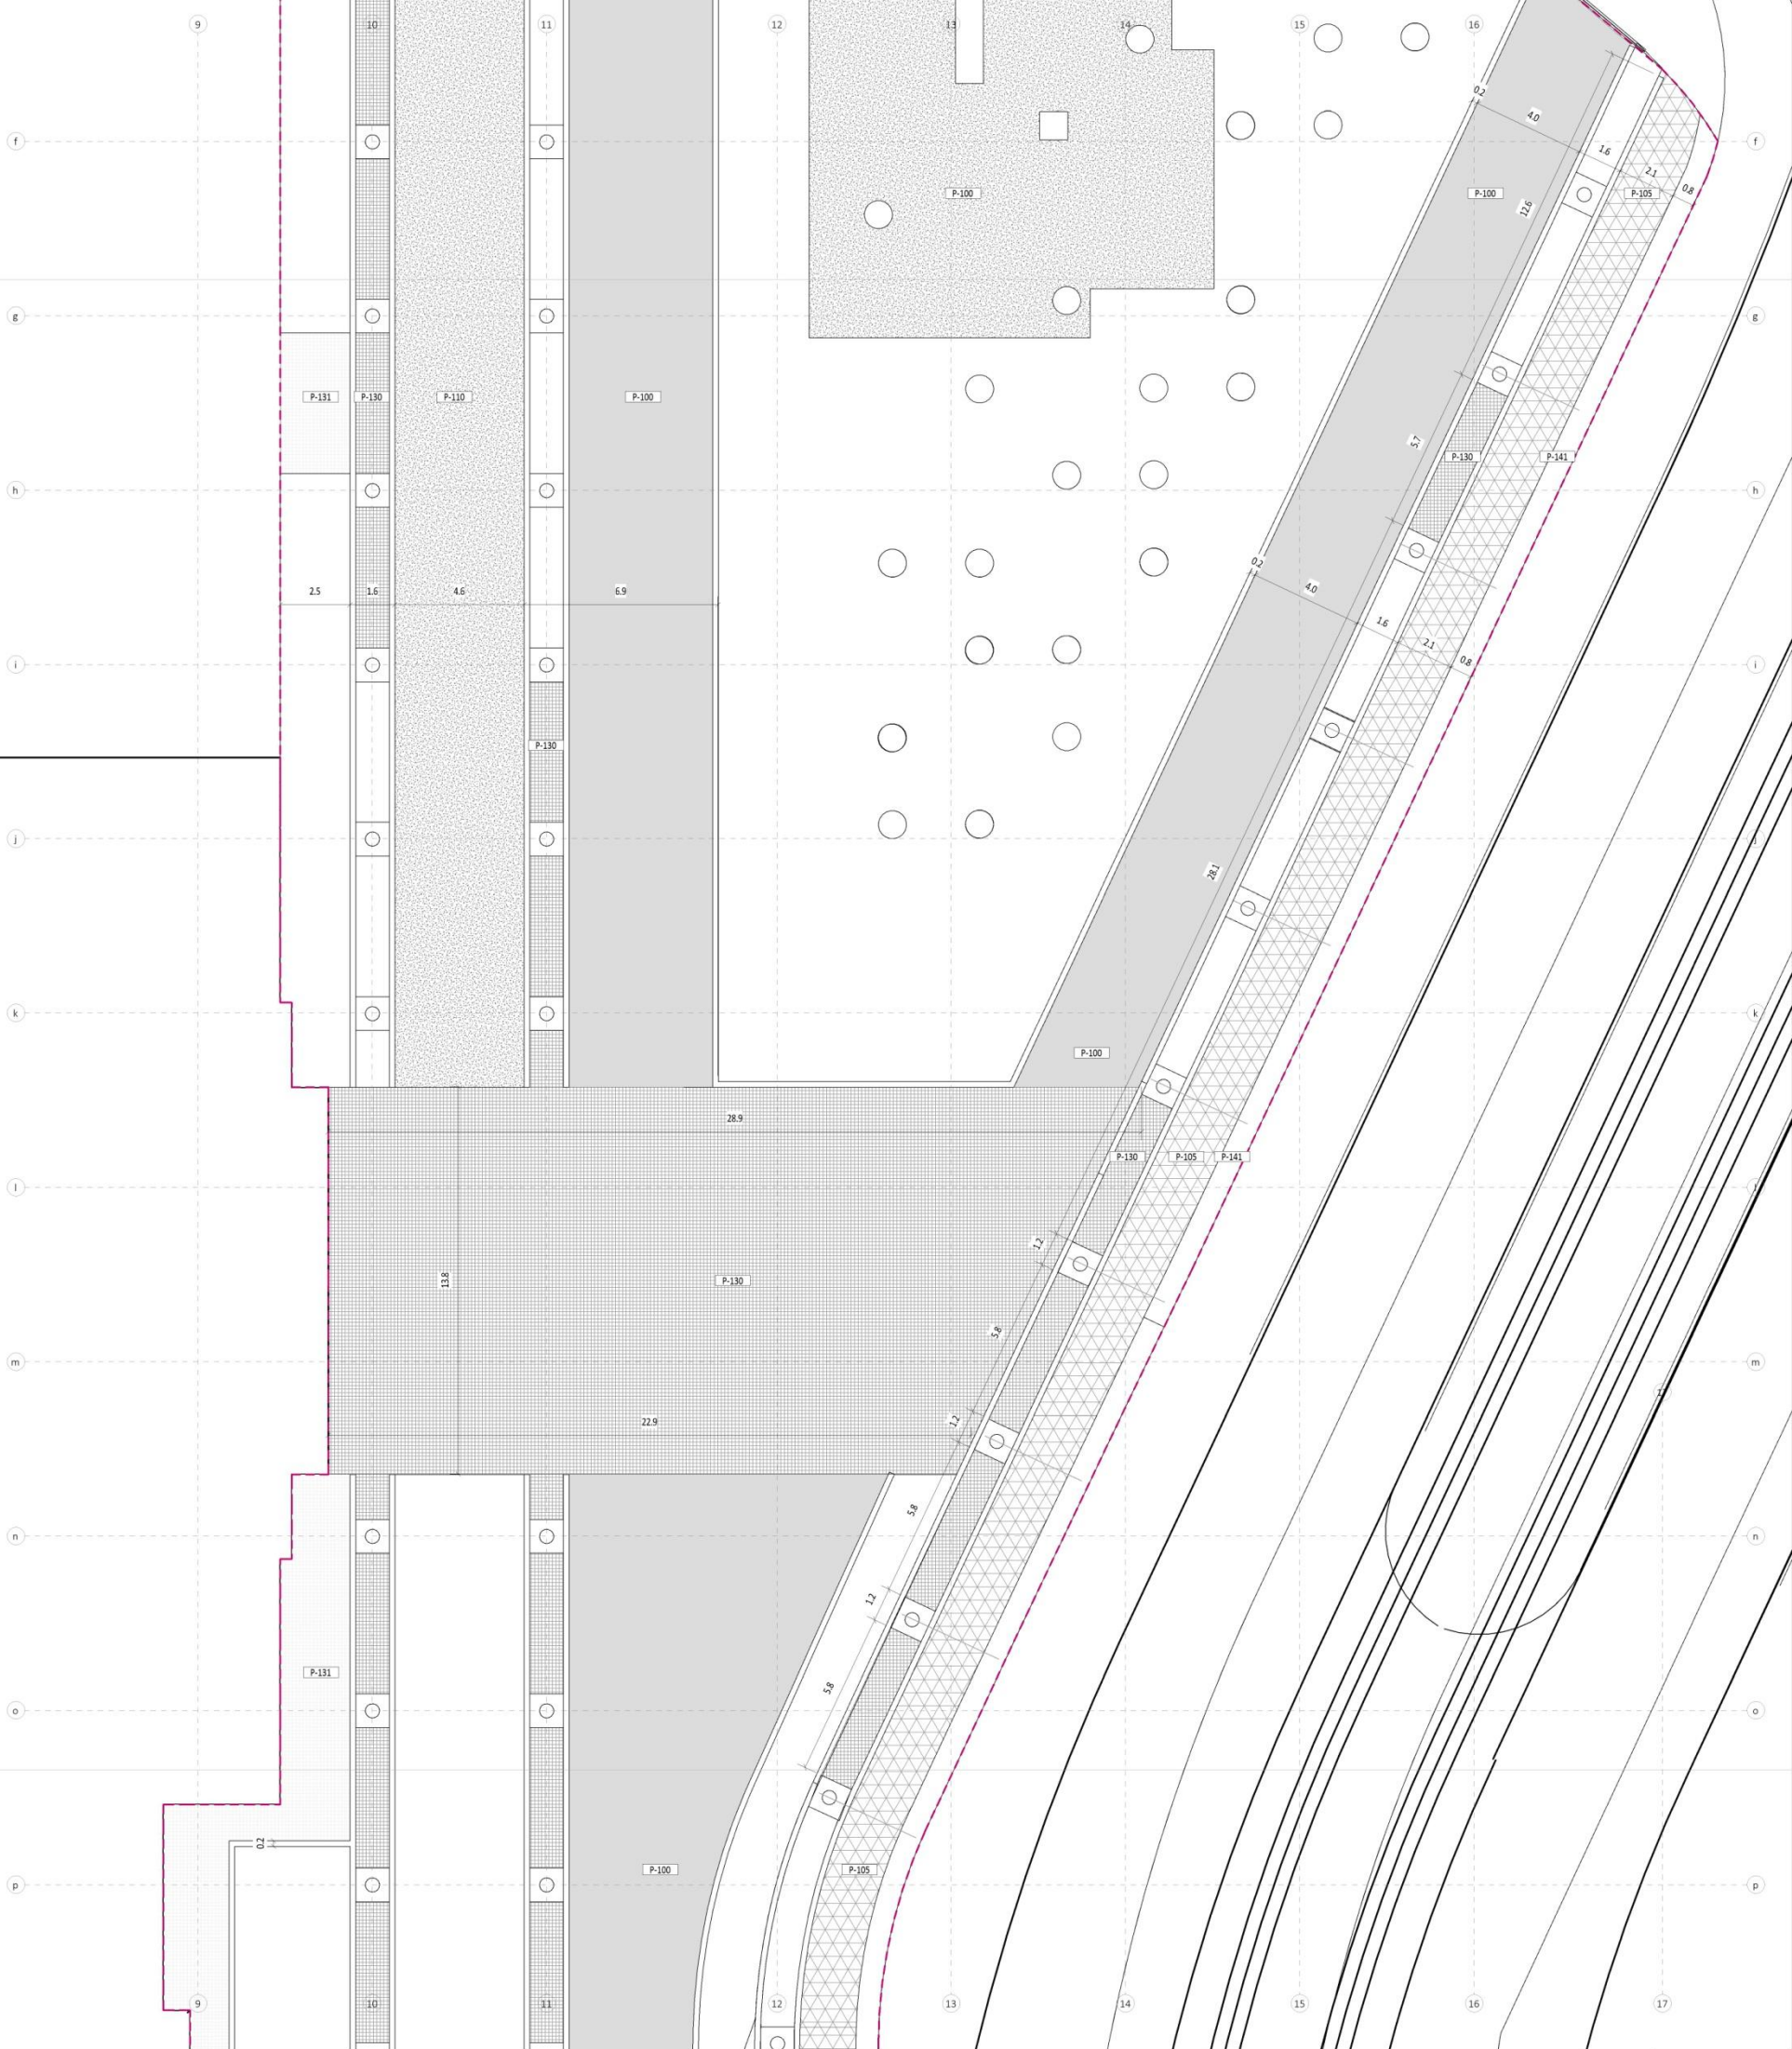 9 10 11 12 13 14 15 16
0.2
4.0
f f
1.6
2.1
0.8
P-100 P-100 P-105
12.6
g g
P-131 P-130 P-110 P-100
5.7
P-130 P-141
h h
0.2
2.5 1.6 4.6 6.9 4.0
1.6
2.1
0.8
i i
P-130
j j
28.1
k k
P-100
28.9
P-130 P-105 P-141
l l
1.2
13.8 P-130
5.8
m m
17
22.9 1.2
5.8
n n
1.2
P-131
5.8
o o
0.2
P-100 P-105
p p
9 10 11 12 13 14 15 16 17